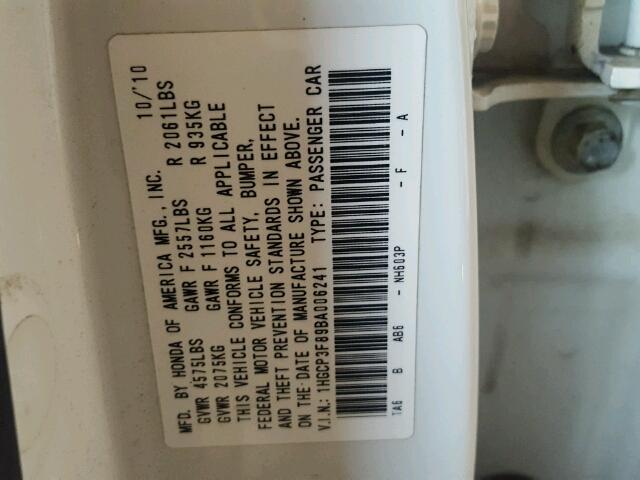 MFD. BY HONDA OF AMERICA MFG., INC. 10/'10
GVWR 4575LBS GAWR F 2557LBS R 2061LBS
GVWR 2075KG GAWR F 1160KG R 935KG
THIS VEHICLE CONFORMS TO ALL APPLICABLE
FEDERAL MOTOR VEHICLE SAFETY, BUMPER,
AND THEFT PREVENTION STANDARDS IN EFFECT
ON THE DATE OF MANUFACTURE SHOWN ABOVE.
V.I.N.: 1HGCP3F89BA006241 TYPE: PASSENGER CAR
TA6 B AB6 - NH603P - F - A